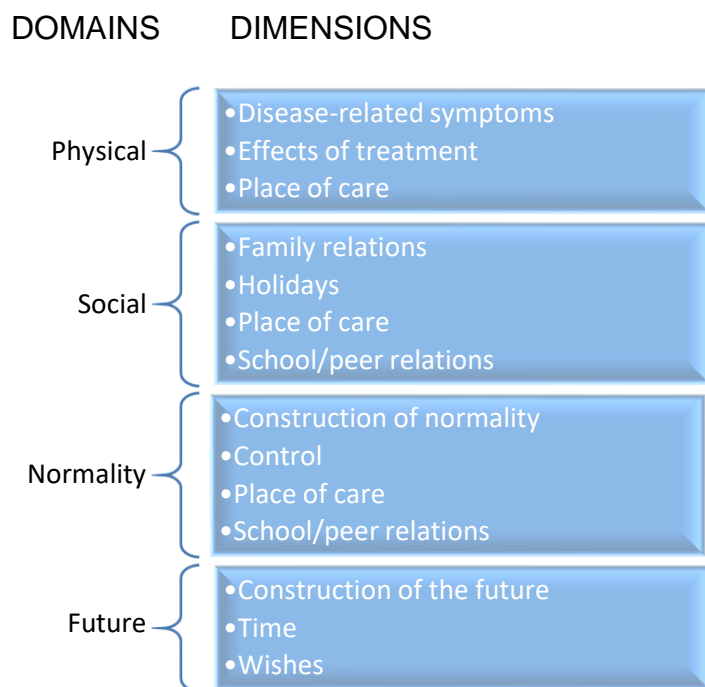 DOMAINS DIMENSIONS
Physical
•Disease-related symptoms
•Effects of treatment
•Place of care
Social
•Family relations
•Holidays
•Place of care
•School/peer relations
Normality
•Construction of normality
•Control
•Place of care
•School/peer relations
Future
•Construction of the future
•Time
•Wishes